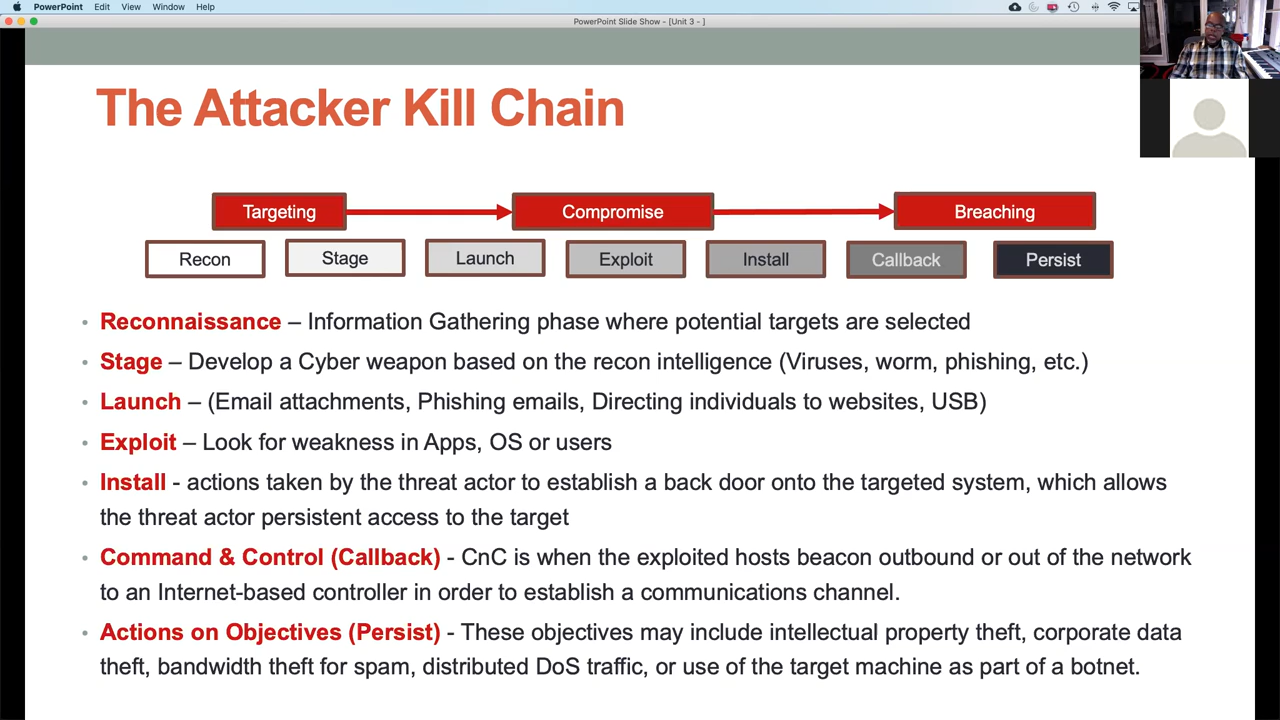 PowerPoint Edit View Window Help
PowerPoint Slide Show - [Unit 3 - ]
The Attacker Kill Chain
Targeting Compromise Breaching
Recon Stage Launch Exploit Install Callback Persist
• Reconnaissance – Information Gathering phase where potential targets are selected
• Stage – Develop a Cyber weapon based on the recon intelligence (Viruses, worm, phishing, etc.)
• Launch – (Email attachments, Phishing emails, Directing individuals to websites, USB)
• Exploit – Look for weakness in Apps, OS or users
• Install - actions taken by the threat actor to establish a back door onto the targeted system, which allows
the threat actor persistent access to the target
• Command & Control (Callback) - CnC is when the exploited hosts beacon outbound or out of the network
to an Internet-based controller in order to establish a communications channel.
• Actions on Objectives (Persist) - These objectives may include intellectual property theft, corporate data
theft, bandwidth theft for spam, distributed DoS traffic, or use of the target machine as part of a botnet.